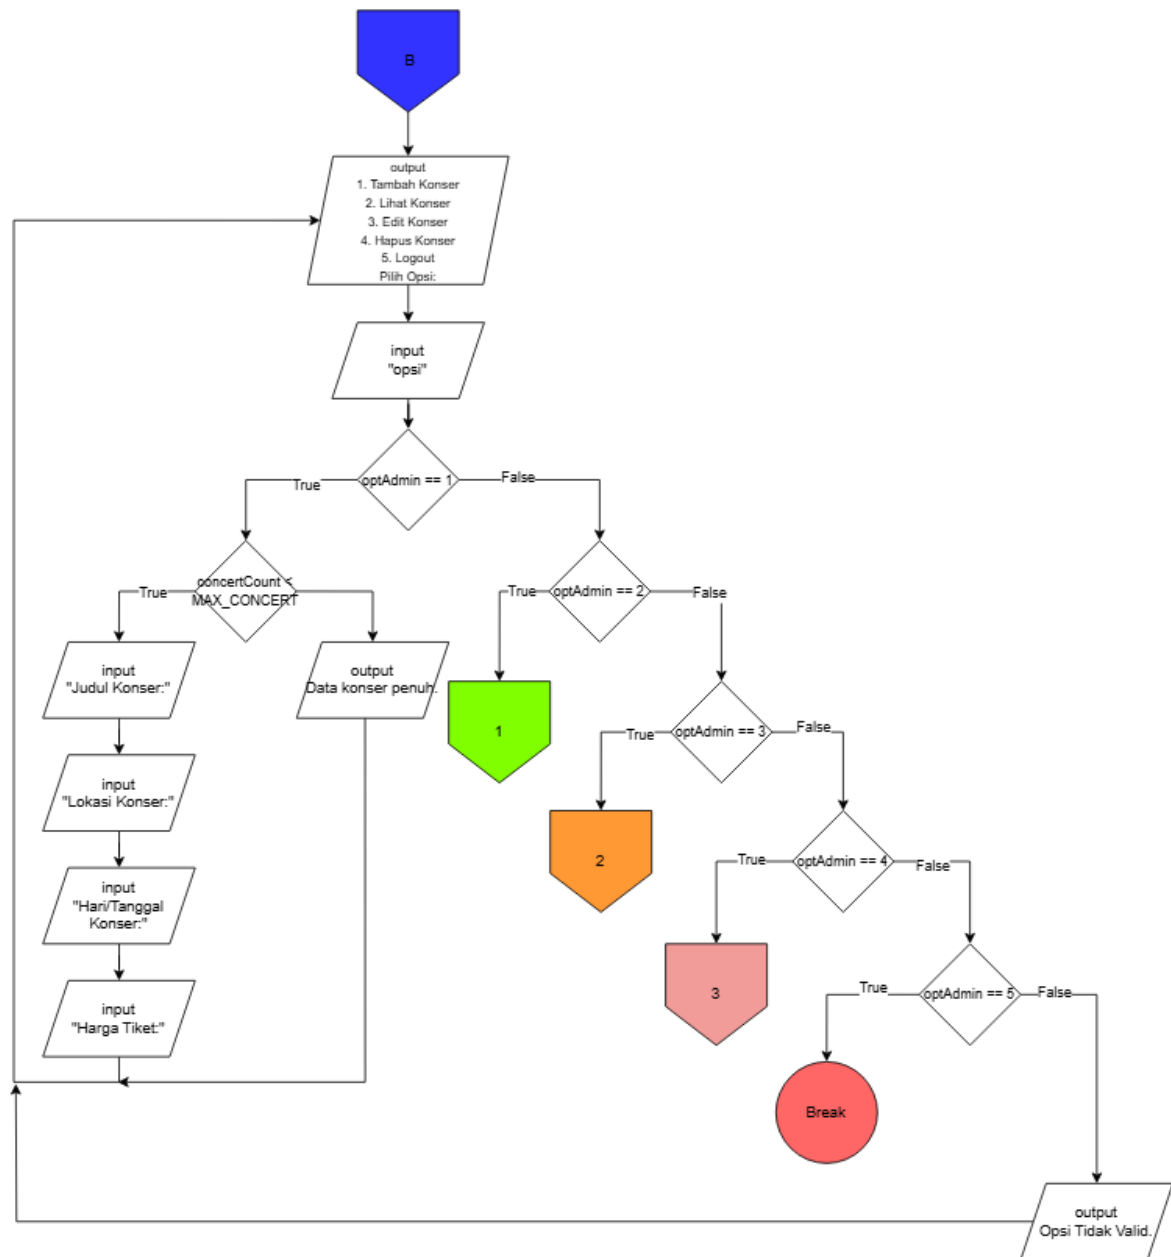 B
output
1. Tambah Konser
2. Lihat Konser
3. Edit Konser
4. Hapus Konser
5. Logout
Pilih Opsi:
input
"opsi"
optAdmin == 1
True
False
concertCount <
MAX_CONCERT
True
optAdmin == 2
True
False
input
"Judul Konser:"
output
Data konser penuh.
1
optAdmin == 3
True
False
input
"Lokasi Konser:"
2
optAdmin == 4
True
False
input
"Hari/Tanggal
Konser:"
3
optAdmin == 5
True
False
input
"Harga Tiket:"
Break
output
Opsi Tidak Valid.